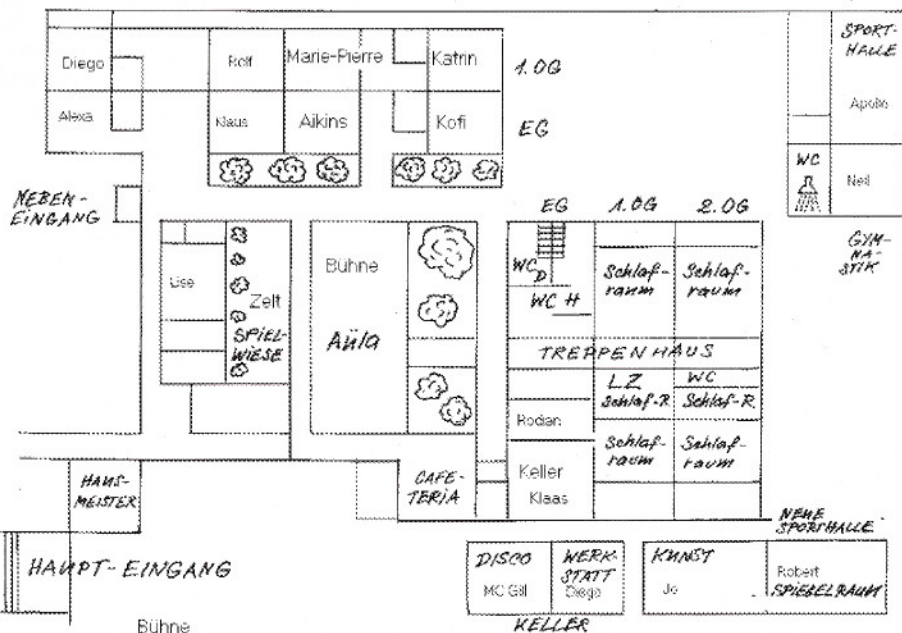 Diego
Rolf
Marie-Pierre
Katrin
1.OG
Alexa
Klaus
Aikins
Kofi
EG
SPORT-
HALLE
Apollo
WC
Neil
GYM-
NA-
STIK
NEBEN-
EINGANG
Lise
Zelt
SPIEL-
WIESE
Bühne
Aüla
EG 1.OG 2.OG
WC D
WC H
Schlaf-
raum
Schlaf-
raum
TREPPENHAUS
LZ
Schlaf-R.
WC
Schlaf-R.
Rodian
Keller
Klaas
Schlaf-
raum
Schlaf-
raum
HAUS-
MEISTER
CAFE-
TERIA
NEUE
SPORSHALLE
HAUPT-EINGANG
Bühne
DISCO
MC Gill
WERK-
STATT
Diego
KUNST
Jo
Robert
SPIEGELRAUM
KELLER